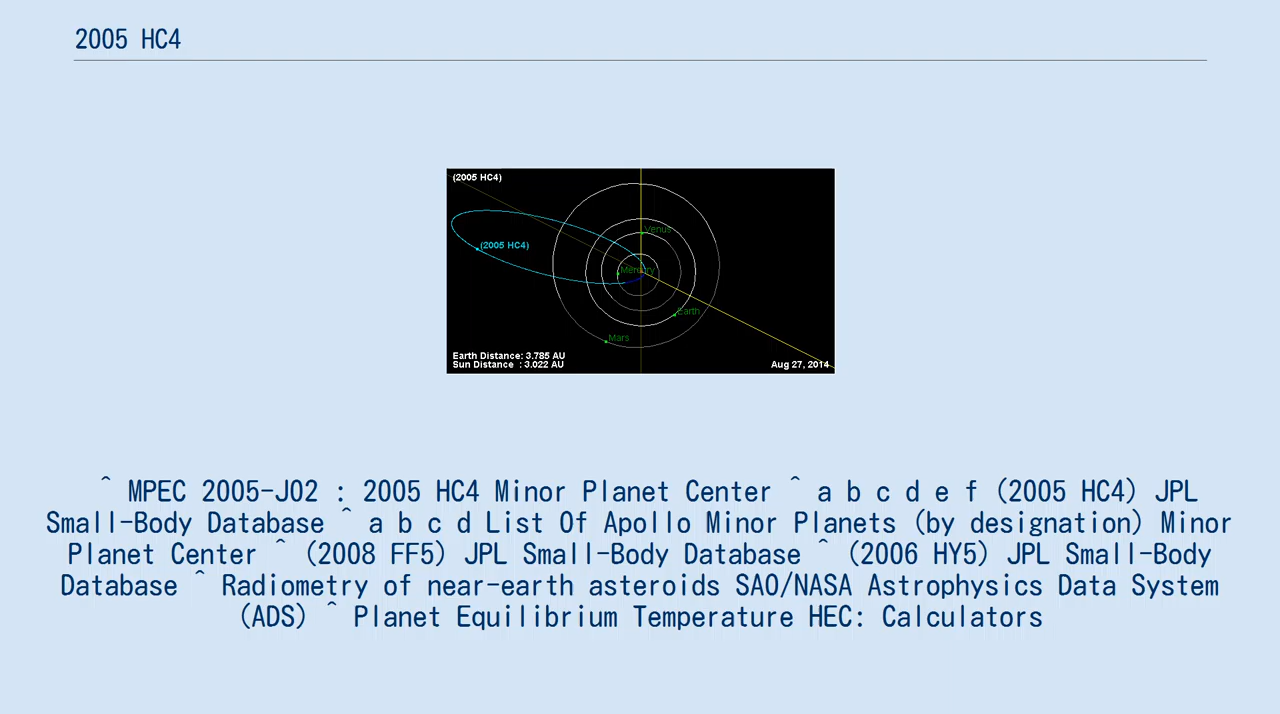 2005 HC4
(2005 HC4)
Venus
(2005 HC4)
Mercury
Earth
Mars
Earth Distance: 3.785 AU
Sun Distance : 3.022 AU
Aug 27, 2014
^ MPEC 2005-J02 : 2005 HC4 Minor Planet Center ^ a b c d e f (2005 HC4) JPL
Small-Body Database ^ a b c d List Of Apollo Minor Planets (by designation) Minor
Planet Center ^ (2008 FF5) JPL Small-Body Database ^ (2006 HY5) JPL Small-Body
Database ^ Radiometry of near-earth asteroids SAO/NASA Astrophysics Data System
(ADS) ^ Planet Equilibrium Temperature HEC: Calculators